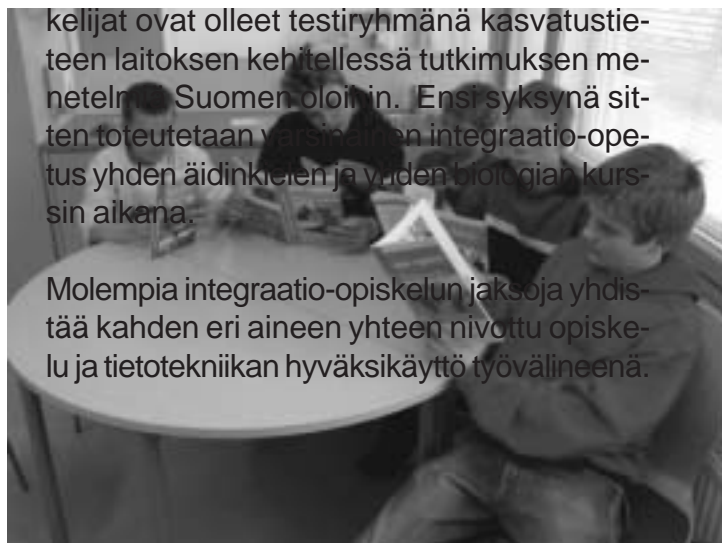 kelijat ovat olleet testiryhmänä kasvatustie-
teen laitoksen kehitellessä tutkimuksen me-
netelmiä Suomen oloihin. Ensi syksynä sit-
ten toteutetaan varsinainen integraatio-ope-
tus yhden äidinkielen ja yhden biologian kurs-
sin aikana.
Molempia integraatio-opiskelun jaksoja yhdis-
tää kahden eri aineen yhteen nivottu opiske-
lu ja tietotekniikan hyväksikäyttö työvälineenä.